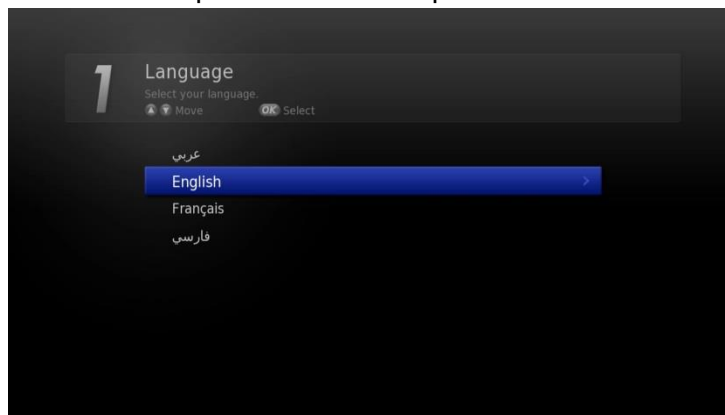 1
Language
Select your language.
Move OK Select
عربي
English
Français
فارسي